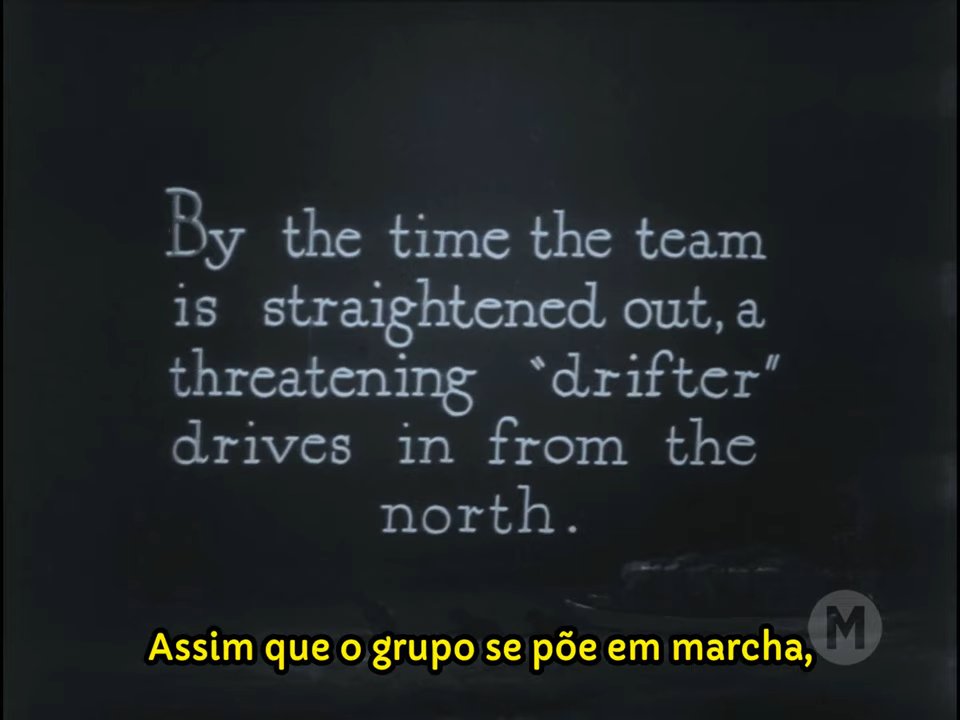 By the time the team
is straightened out, a
threatening "drifter"
drives in from the
north.
Assim que o grupo se põe em marcha,
M